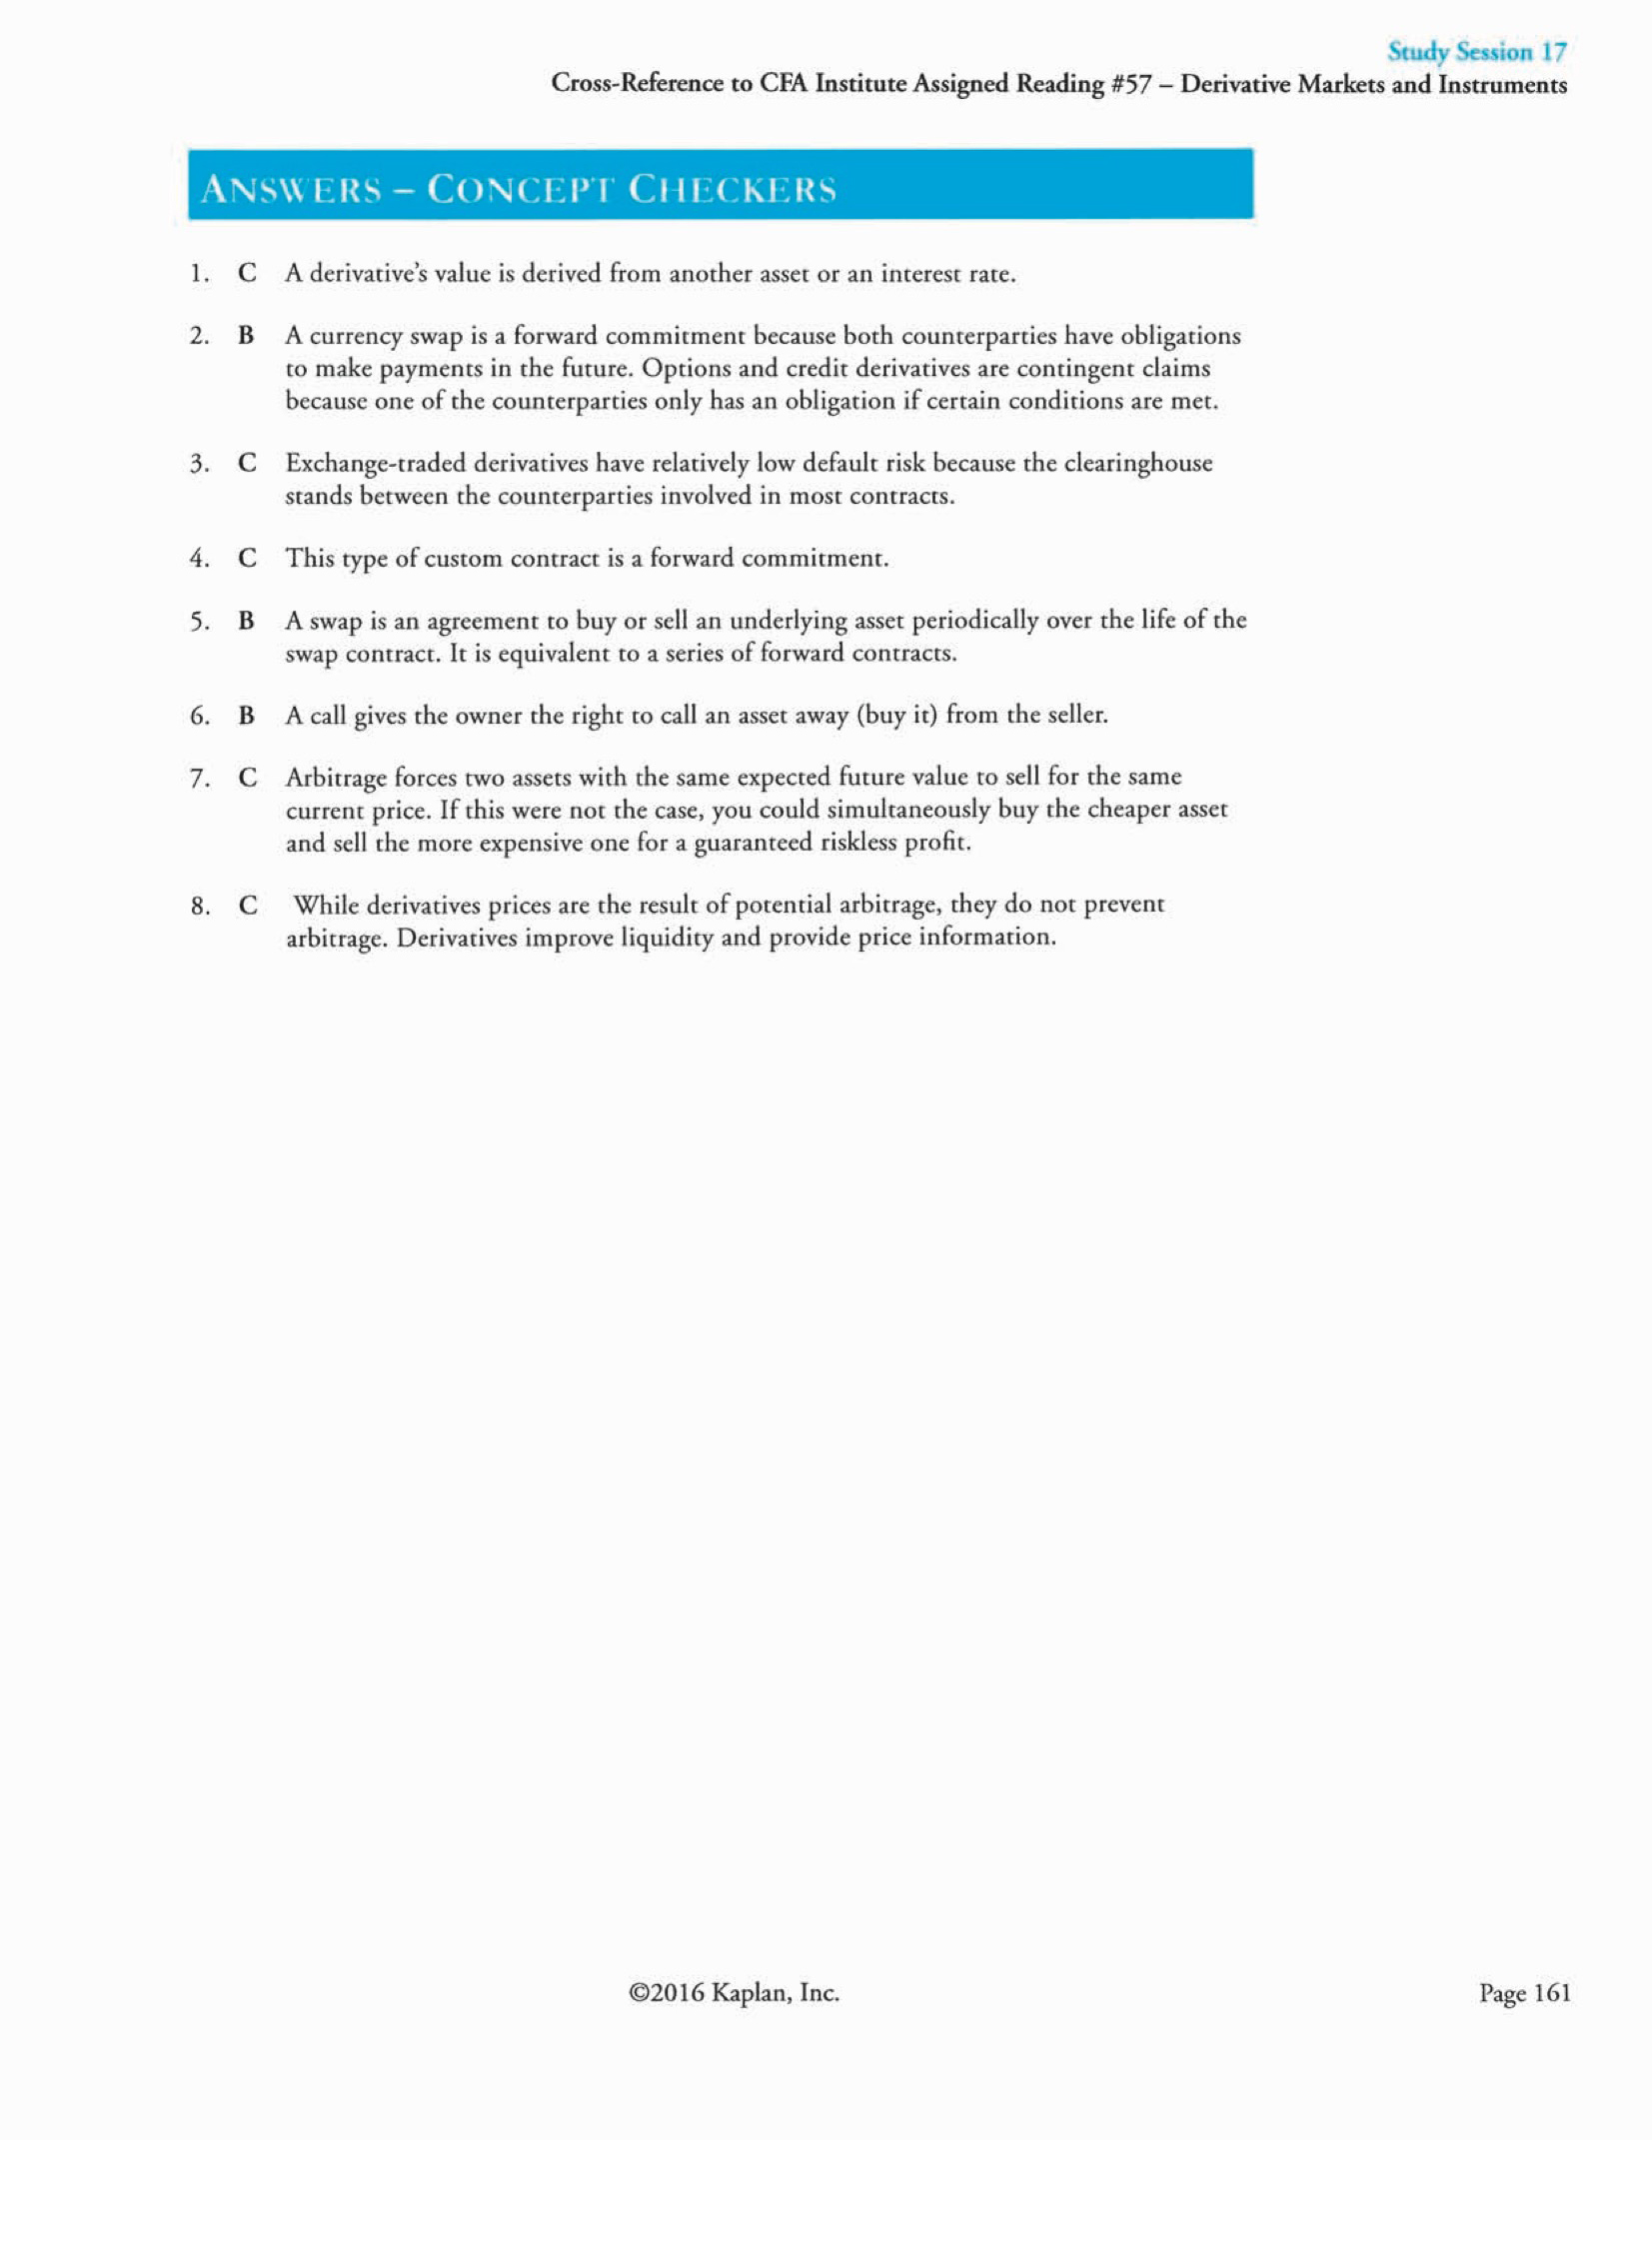 Study Session 17
Cross-Reference to CFA Institute Assigned Reading #57 – Derivative Markets and Instruments
ANSWERS – CONCEPT CHECKERS
1. C A derivative's value is derived from another asset or an interest rate.
2. B A currency swap is a forward commitment because both counterparties have obligations
to make payments in the future. Options and credit derivatives are contingent claims
because one of the counterparties only has an obligation if certain conditions are met.
3. C Exchange-traded derivatives have relatively low default risk because the clearinghouse
stands between the counterparties involved in most contracts.
4. C This type of custom contract is a forward commitment.
5. B A swap is an agreement to buy or sell an underlying asset periodically over the life of the
swap contract. It is equivalent to a series of forward contracts.
6. B A call gives the owner the right to call an asset away (buy it) from the seller.
7. C Arbitrage forces two assets with the same expected future value to sell for the same
current price. If this were not the case, you could simultaneously buy the cheaper asset
and sell the more expensive one for a guaranteed riskless profit.
8. C While derivatives prices are the result of potential arbitrage, they do not prevent
arbitrage. Derivatives improve liquidity and provide price information.
©2016 Kaplan, Inc.
Page 161